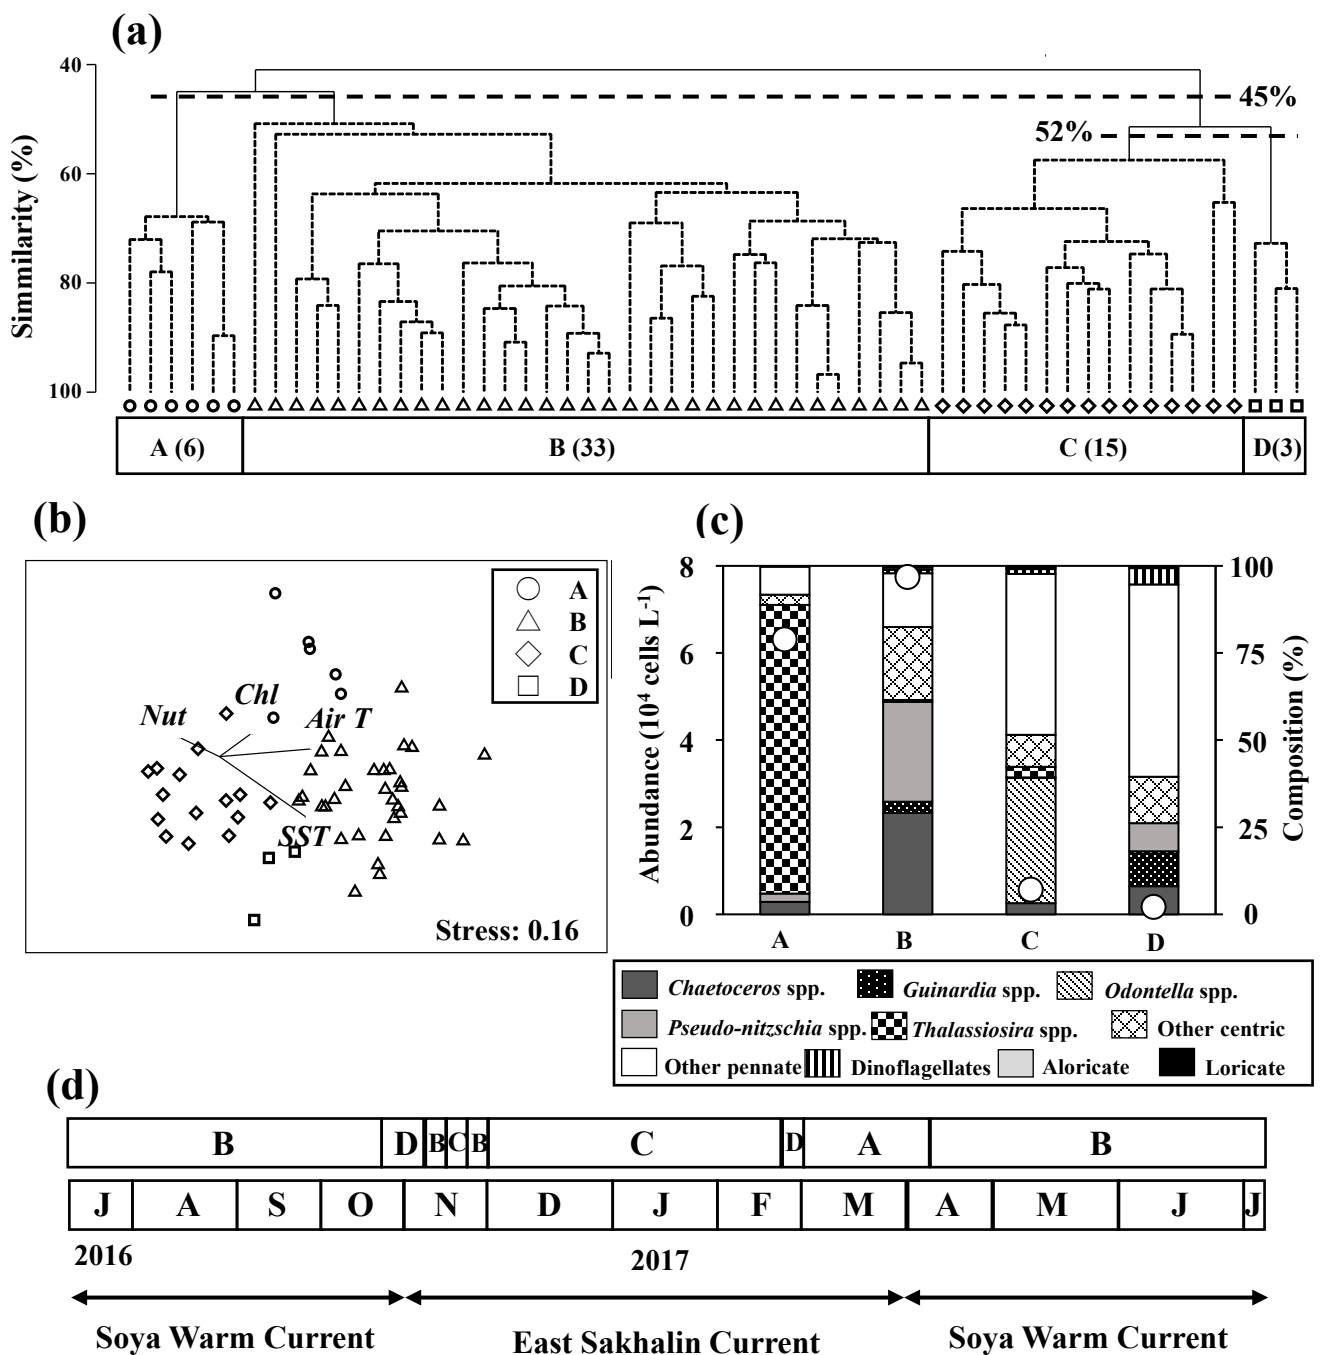 (a)
40
60
80
100
Simmilarity (%)
45%
52%
A (6)
B (33)
C (15)
D(3)
(b)
A
B
C
D
Chl
Nut
Air T
SST
Stress: 0.16
(c)
8
6
4
2
0
Abundance (10⁴ cells L⁻¹)
100
75
50
25
0
Composition (%)
A B C D
Chaetoceros spp. Guinardia spp. Odontella spp.
Pseudo-nitzschia spp. Thalassiosira spp. Other centric
Other pennate Dinoflagellates Aloricate Loricate
(d)
B D B C B C D A B
J A S O N D J F M A M J J
2016 2017
Soya Warm Current East Sakhalin Current Soya Warm Current